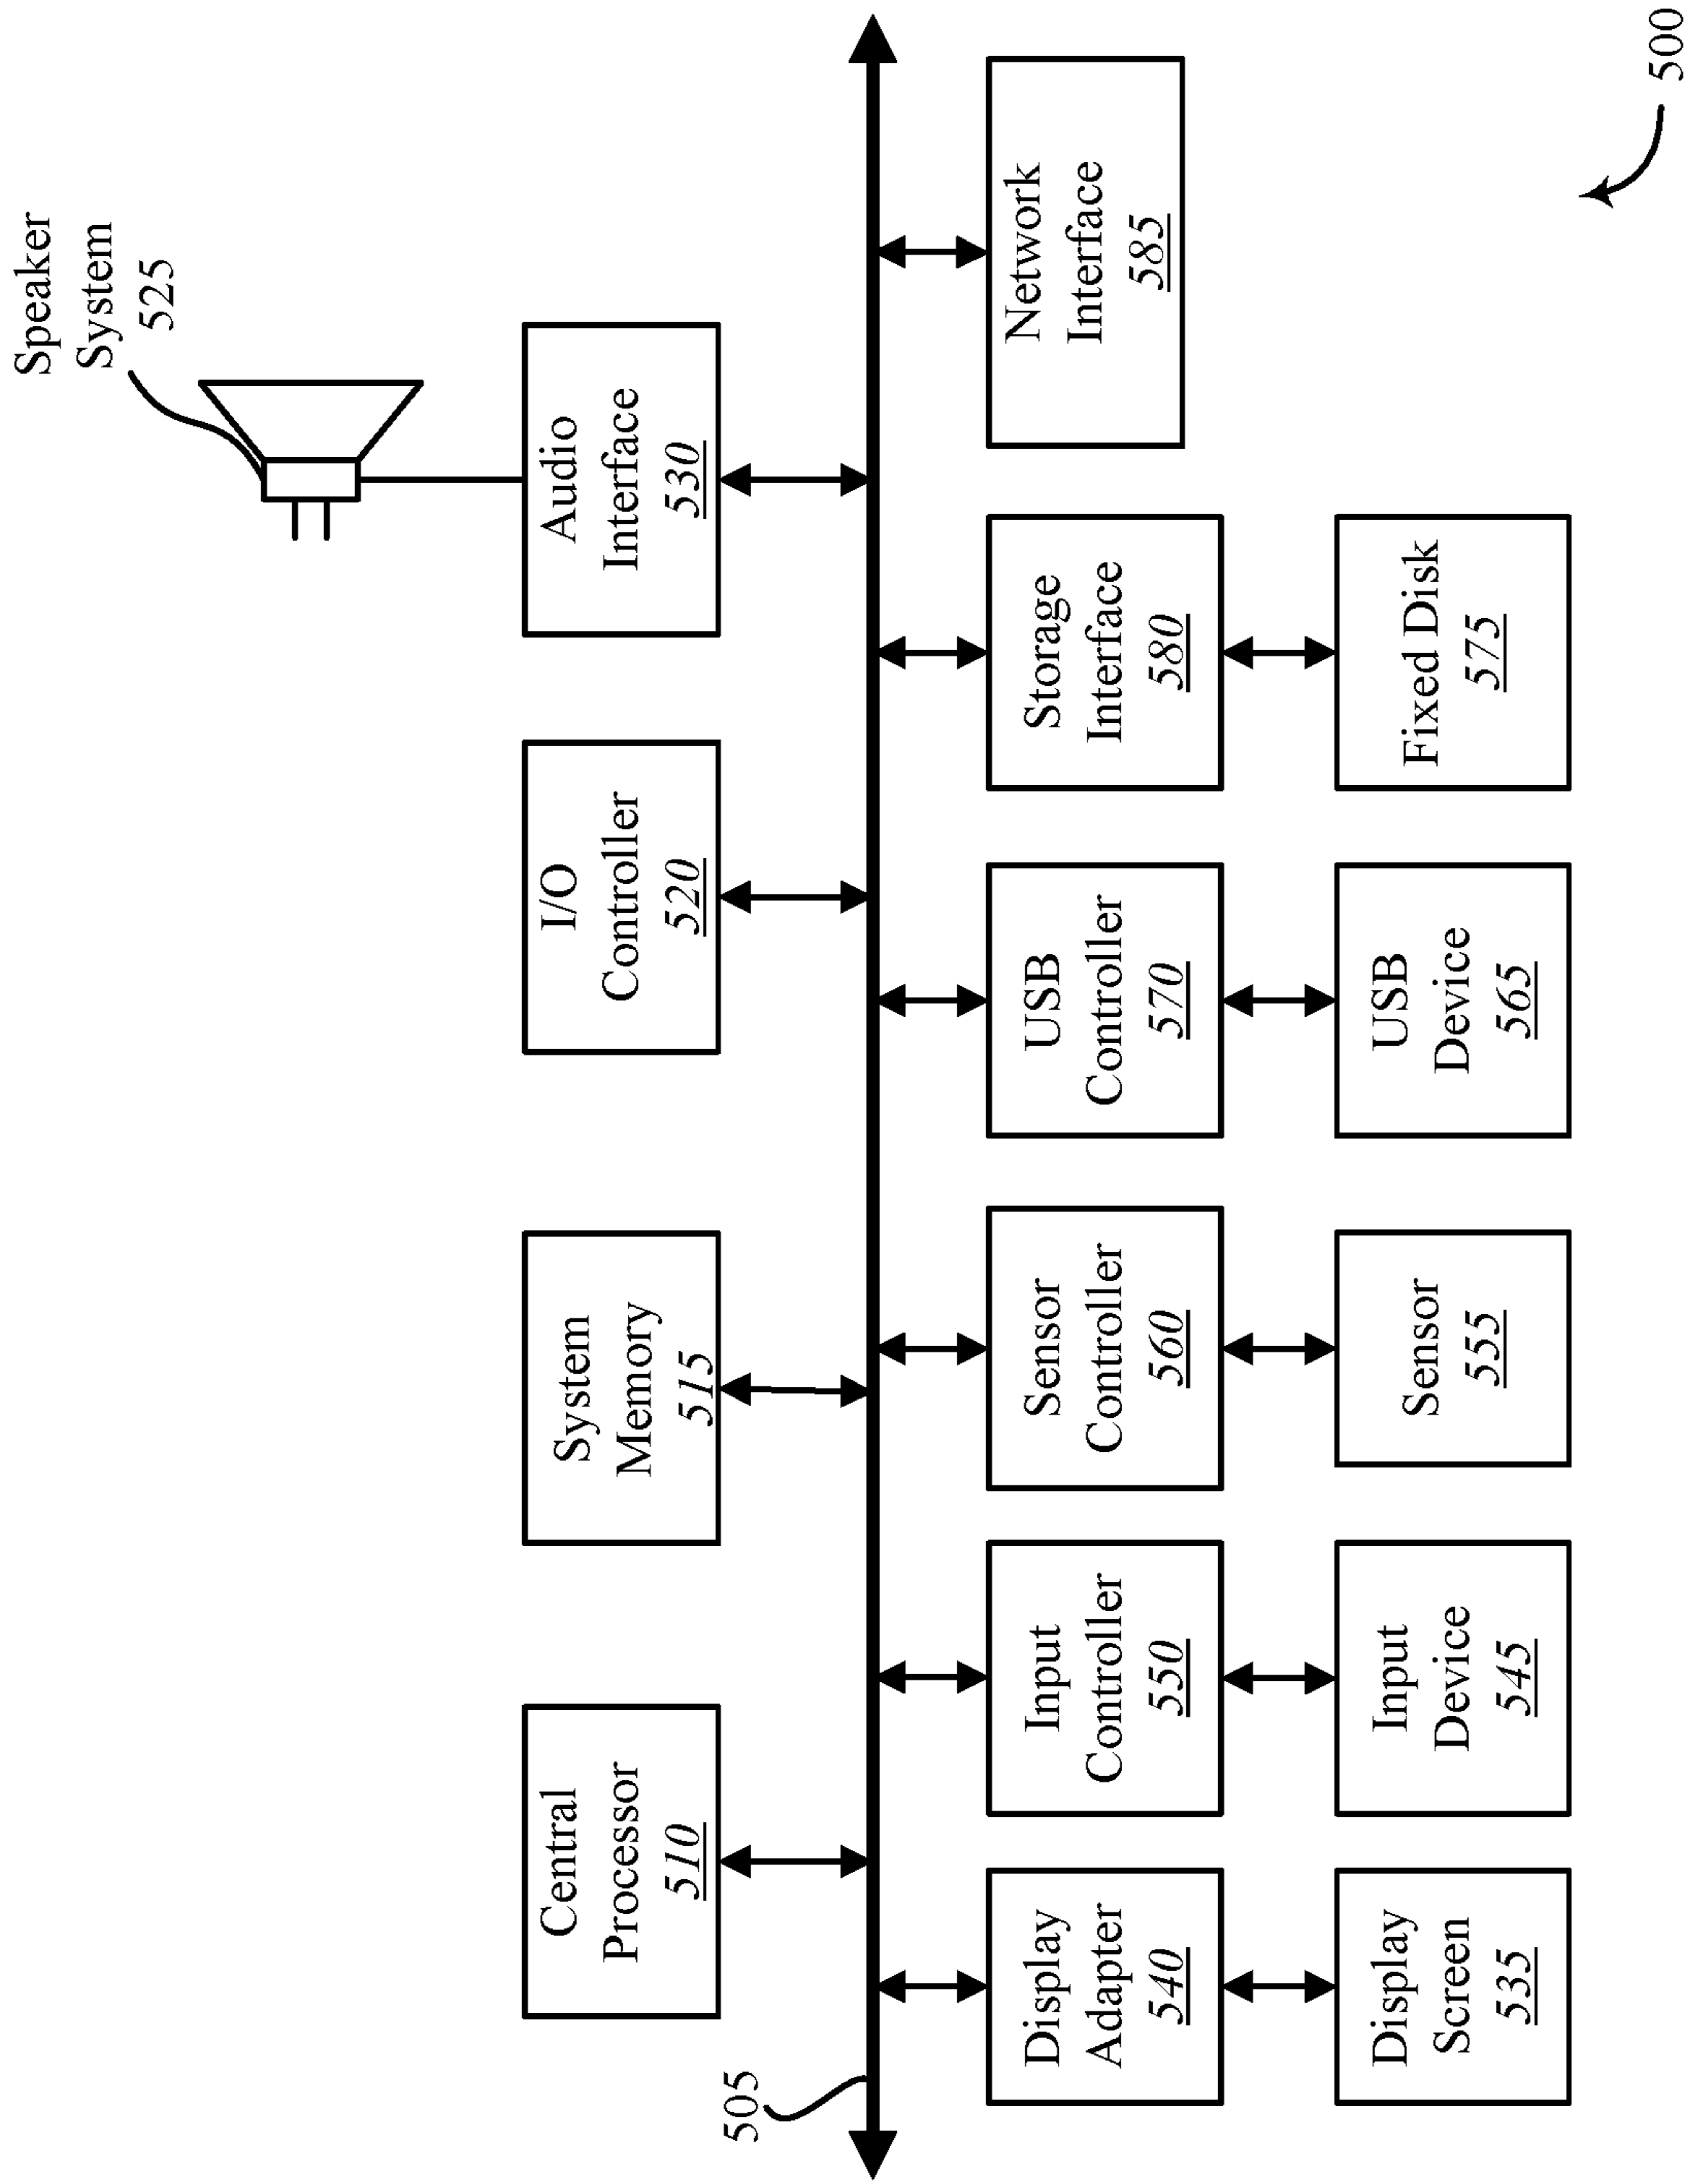 Speaker
System
525
Central
Processor
510
System
Memory
515
I/O
Controller
520
Audio
Interface
530
505
Display
Adapter
540
Input
Controller
550
Sensor
Controller
560
USB
Controller
570
Storage
Interface
580
Network
Interface
585
Display
Screen
535
Input
Device
545
Sensor
555
USB
Device
565
Fixed Disk
575
500